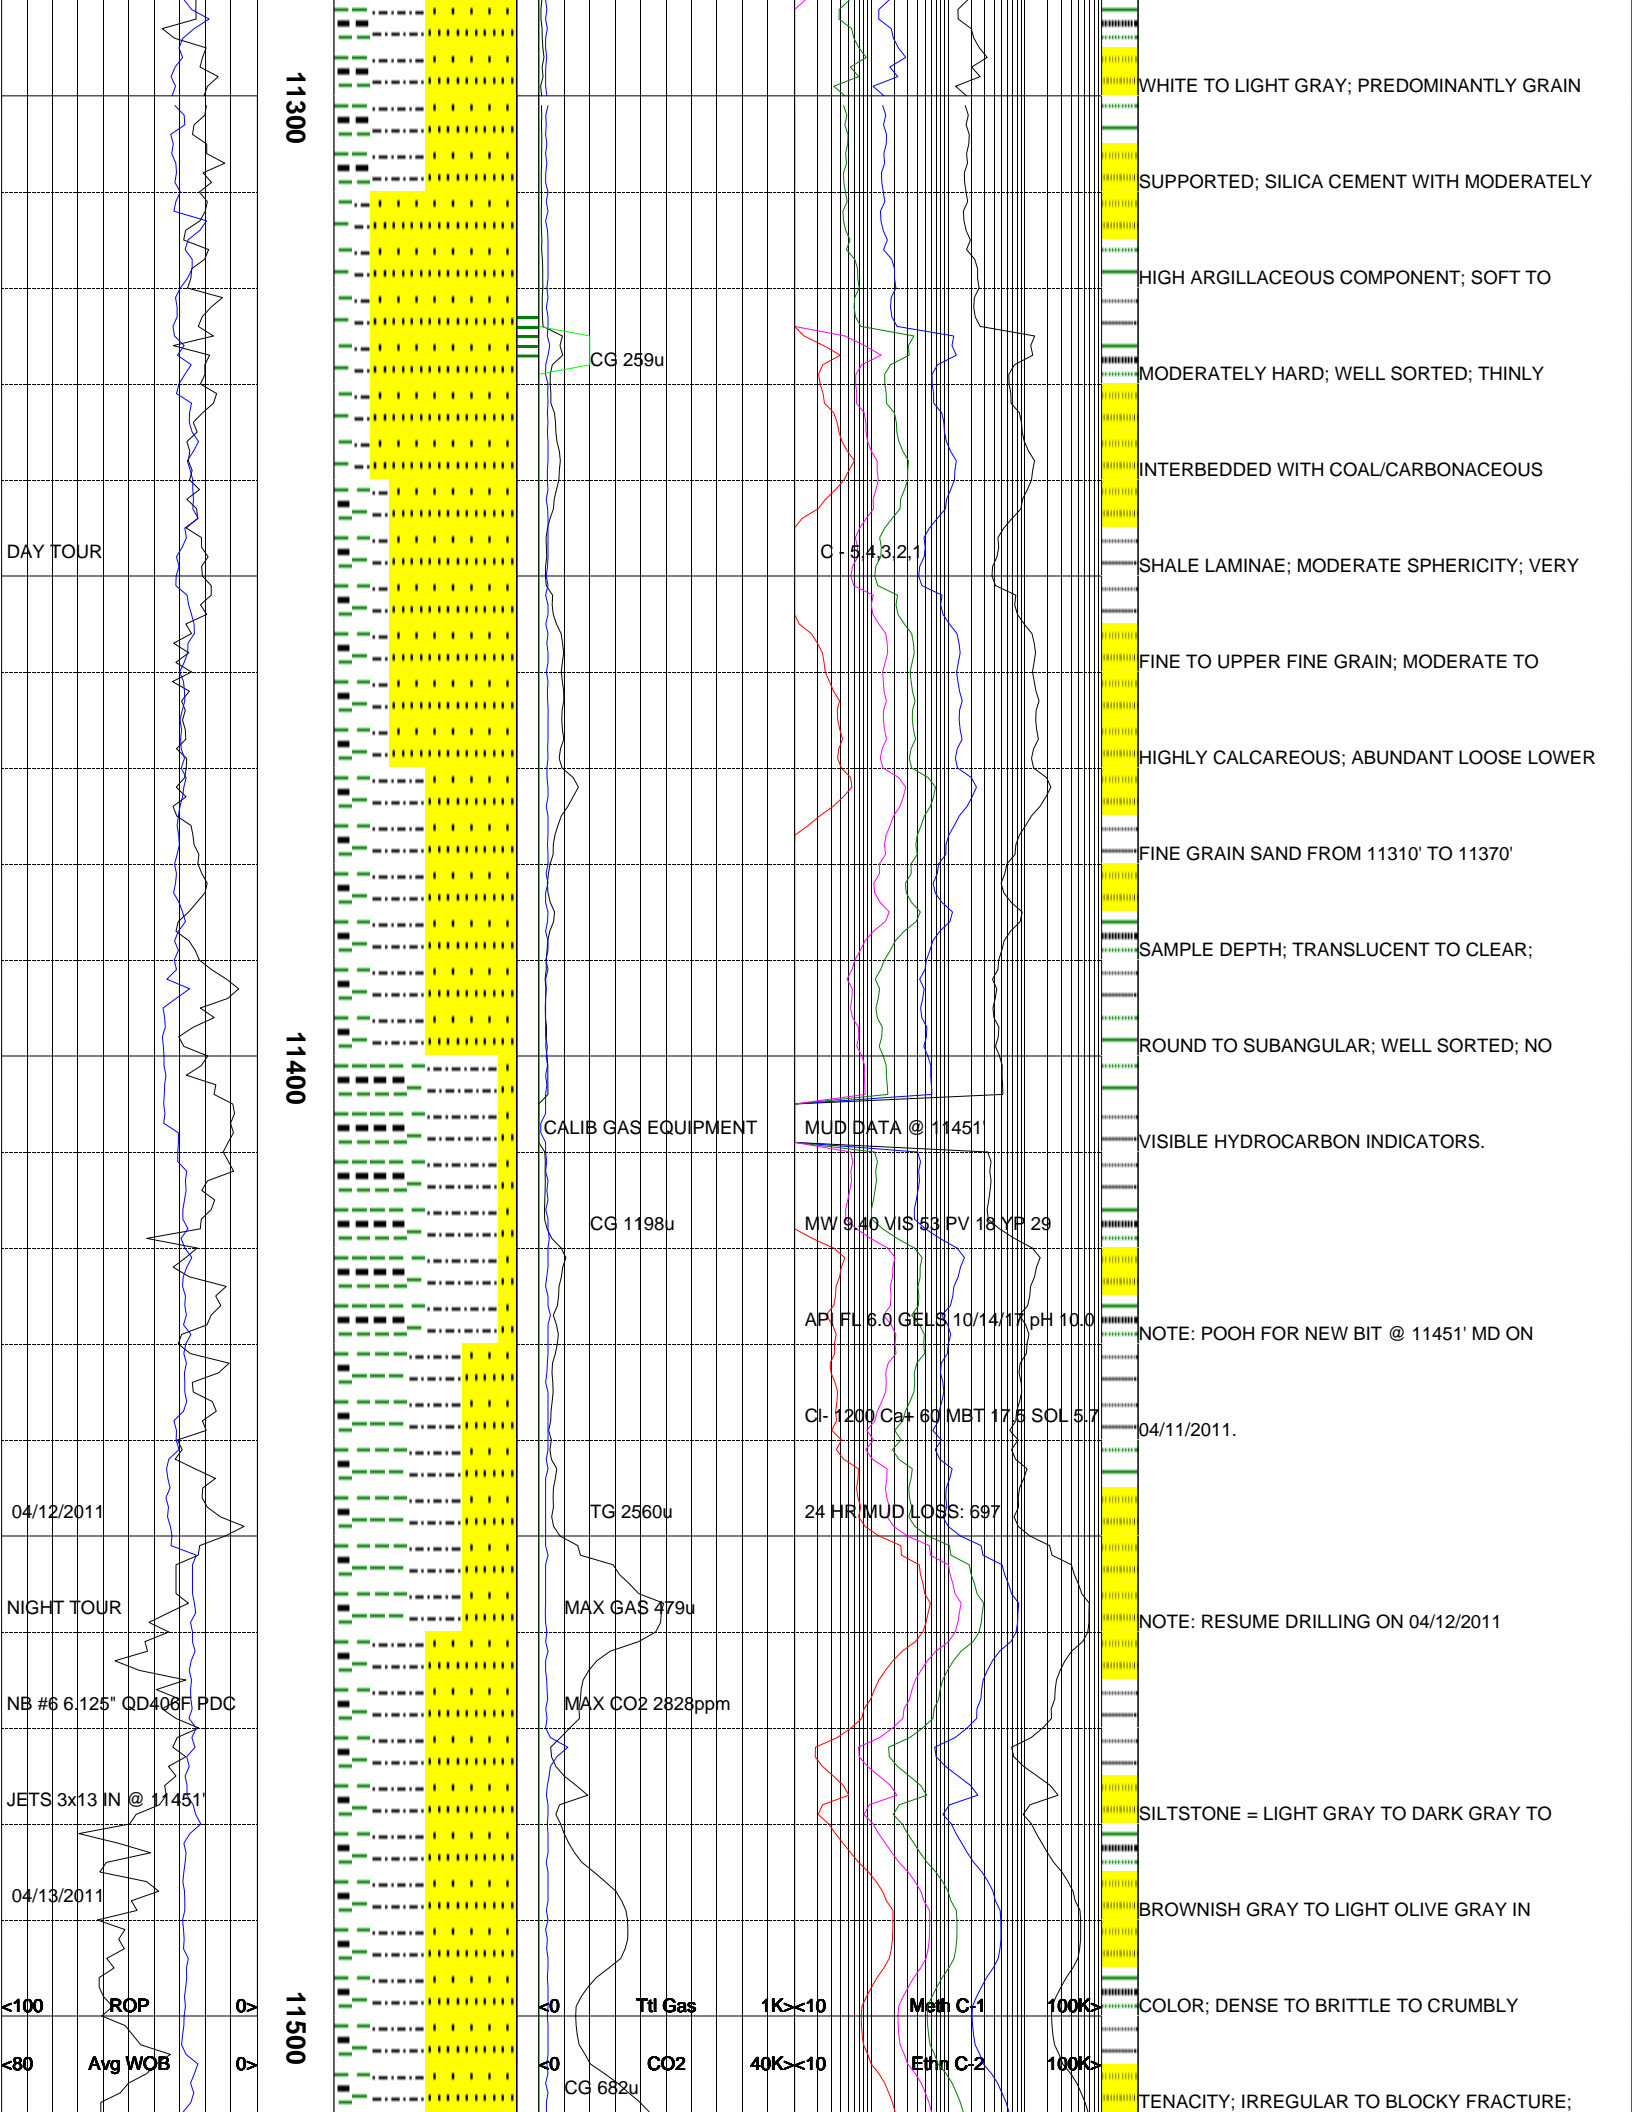 WHITE TO LIGHT GRAY; PREDOMINANTLY GRAIN
11300
SUPPORTED; SILICA CEMENT WITH MODERATELY
HIGH ARGILLACEOUS COMPONENT; SOFT TO
CG 259u
MODERATELY HARD; WELL SORTED; THINLY
INTERBEDDED WITH COAL/CARBONACEOUS
DAY TOUR
C - 5,4,3,2,1
SHALE LAMINAE; MODERATE SPHERICITY; VERY
FINE TO UPPER FINE GRAIN; MODERATE TO
HIGHLY CALCAREOUS; ABUNDANT LOOSE LOWER
FINE GRAIN SAND FROM 11310' TO 11370'
SAMPLE DEPTH; TRANSLUCENT TO CLEAR;
ROUND TO SUBANGULAR; WELL SORTED; NO
11400
CALIB GAS EQUIPMENT
MUD DATA @ 11451'
VISIBLE HYDROCARBON INDICATORS.
CG 1198u
MW 9.40 VIS 53 PV 18 YP 29
API FL 6.0 GELS 10/14/17 pH 10.0
NOTE: POOH FOR NEW BIT @ 11451' MD ON
Cl- 1200 Ca+ 60 MBT 17.5 SOL 5.7
04/11/2011.
04/12/2011
TG 2560u
24 HR MUD LOSS: 697
NIGHT TOUR
MAX GAS 479u
NOTE: RESUME DRILLING ON 04/12/2011
NB #6 6.125" QD406F PDC
MAX CO2 2828ppm
JETS 3x13 IN @ 11451'
SILTSTONE = LIGHT GRAY TO DARK GRAY TO
04/13/2011
BROWNISH GRAY TO LIGHT OLIVE GRAY IN
<100 ROP 0>
<0 Ttl Gas 1K>
<10 Meth C-1 100K>
COLOR; DENSE TO BRITTLE TO CRUMBLY
11500
<80 Avg WOB 0>
<0 CO2 40K>
<10 Ethn C-2 100K>
CG 682u
TENACITY; IRREGULAR TO BLOCKY FRACTURE;